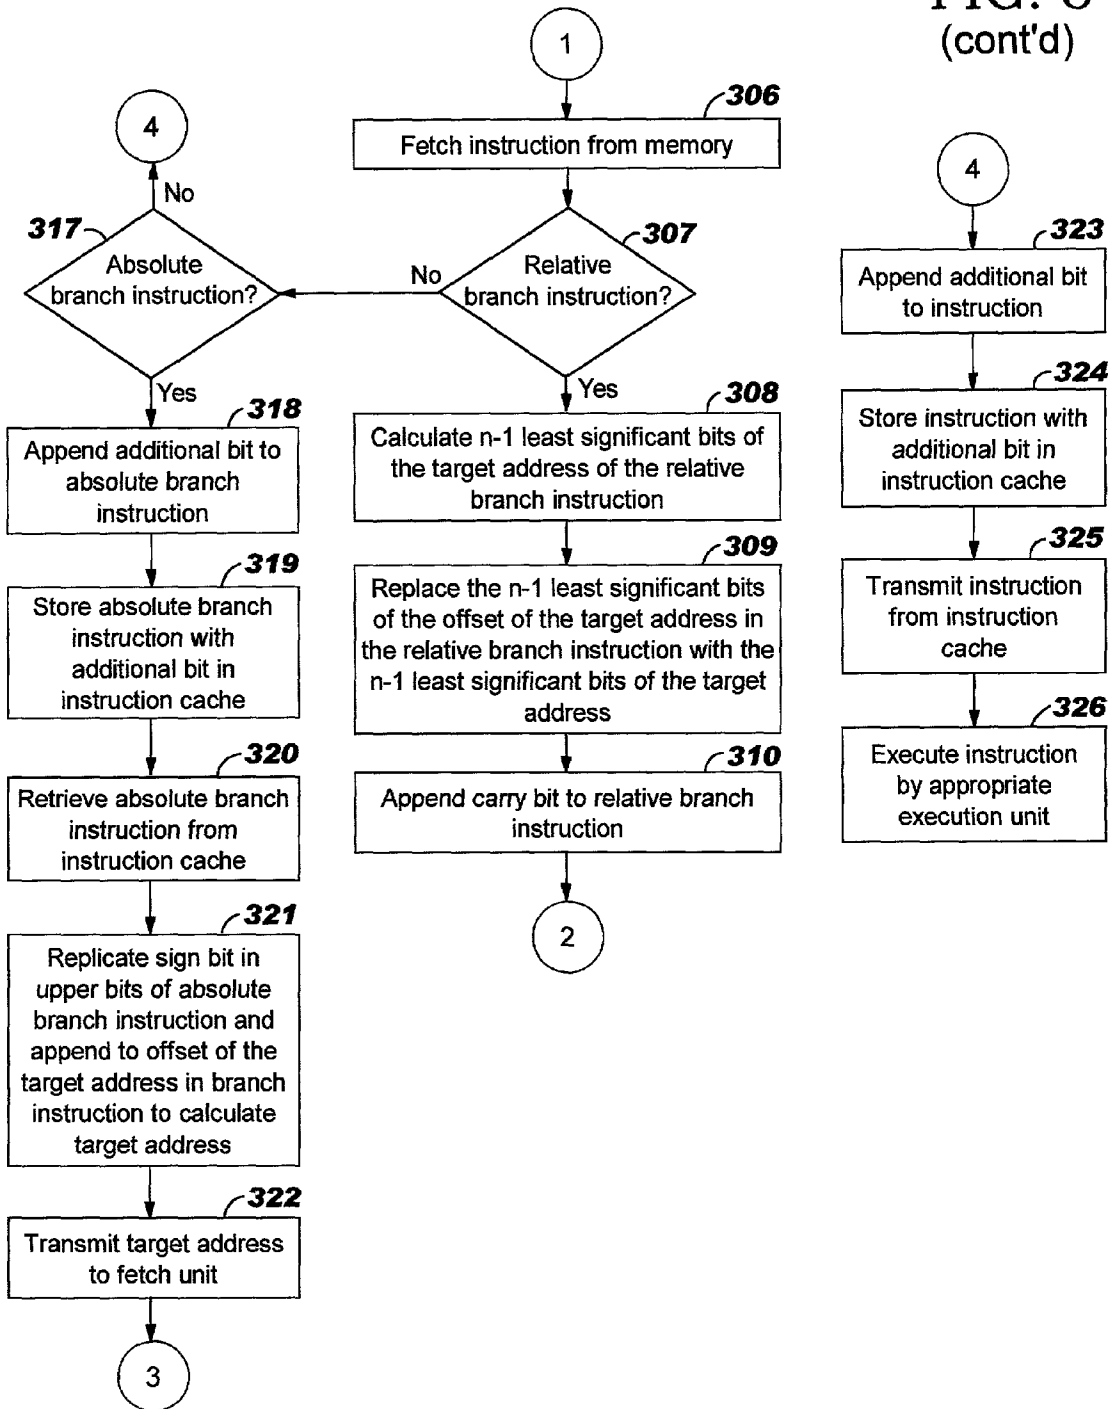 (cont'd)
1
306
Fetch instruction from memory
4
No
317
Absolute
branch instruction?
No
307
Relative
branch instruction?
Yes
318
Append additional bit to
absolute branch
instruction
319
Store absolute branch
instruction with
additional bit in
instruction cache
320
Retrieve absolute branch
instruction from
instruction cache
321
Replicate sign bit in
upper bits of absolute
branch instruction and
append to offset of the
target address in branch
instruction to calculate
target address
322
Transmit target address
to fetch unit
3
Yes
308
Calculate n-1 least significant bits of
the target address of the relative
branch instruction
309
Replace the n-1 least significant bits
of the offset of the target address in
the relative branch instruction with the
n-1 least significant bits of the target
address
310
Append carry bit to relative branch
instruction
2
4
323
Append additional bit
to instruction
324
Store instruction with
additional bit in
instruction cache
325
Transmit instruction
from instruction
cache
326
Execute instruction
by appropriate
execution unit